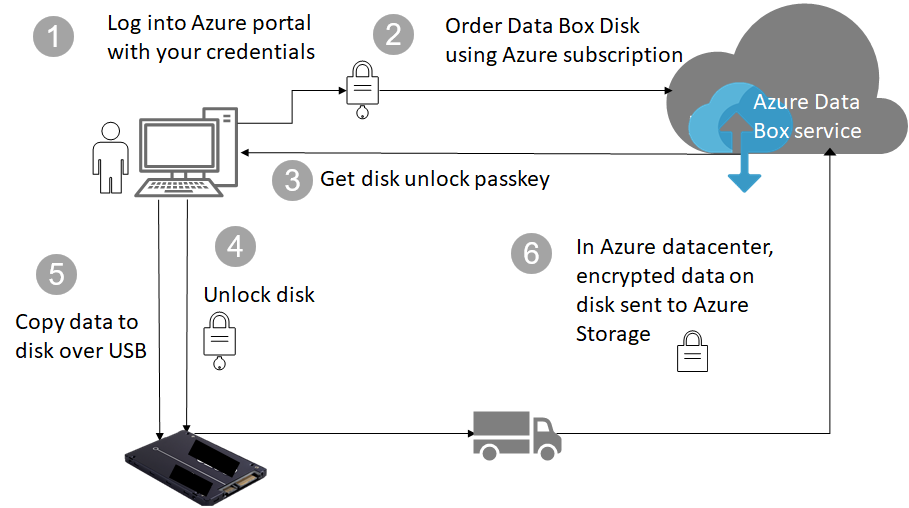 1
Log into Azure portal
with your credentials
2
Order Data Box Disk
using Azure subscription
Azure Data
Box service
3
Get disk unlock passkey
4
Unlock disk
5
Copy data to
disk over USB
6
In Azure datacenter,
encrypted data on
disk sent to Azure
Storage